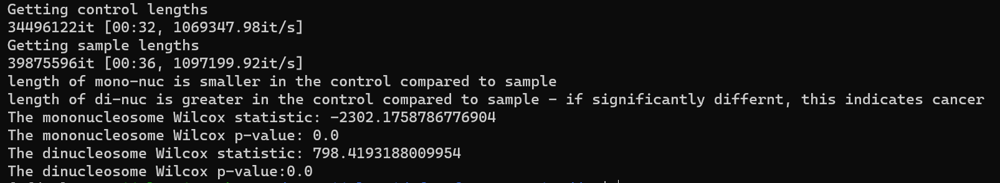 Getting control lengths
34496122it [00:32, 1069347.98it/s]
Getting sample lengths
39875596it [00:36, 1097199.92it/s]
length of mono-nuc is smaller in the control compared to sample
length of di-nuc is greater in the control compared to sample - if significantly differnt, this indicates cancer
The mononucleosome Wilcox statistic: -2302.1758786776904
The mononucleosome Wilcox p-value: 0.0
The dinucleosome Wilcox statistic: 798.4193188009954
The dinucleosome Wilcox p-value:0.0